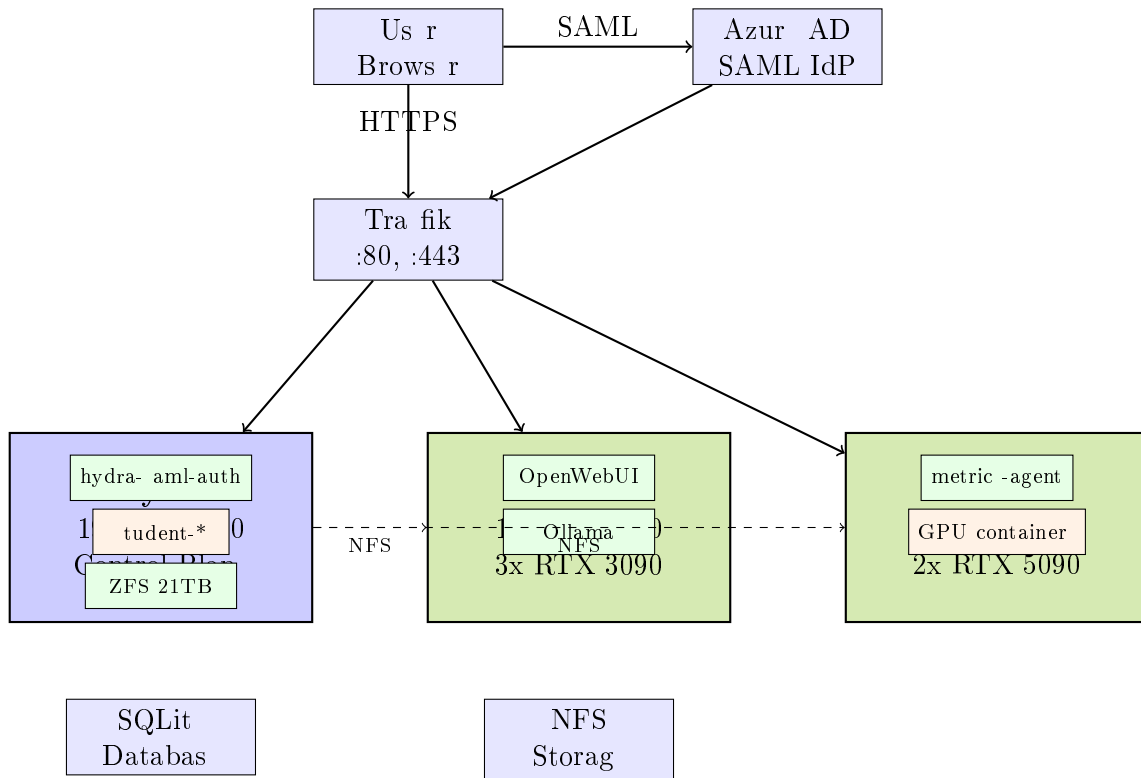 Us r
Brows r
SAML
Azur AD
SAML IdP
HTTPS
Tra fik
:80, :443
hydra- aml-auth
tudent-*
ZFS 21TB
NFS
OpenWebUI
Ollama
NFS
3x RTX 3090
metric -agent
GPU container
2x RTX 5090
SQLit
Databas
NFS
Storag